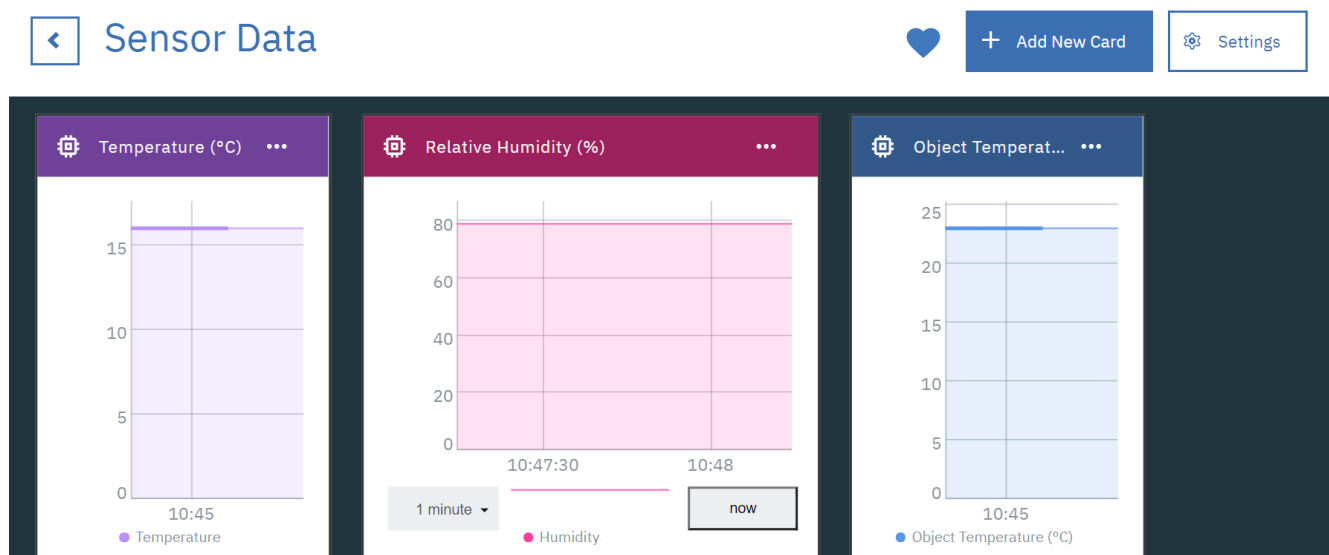 Sensor Data
Add New Card
Settings
Temperature (°C)
15
10
5
0
10:45
Temperature
Relative Humidity (%)
80
60
40
20
0
10:47:30 10:48
1 minute
now
Humidity
Object Temperat...
25
20
15
10
5
0
10:45
Object Temperature (°C)